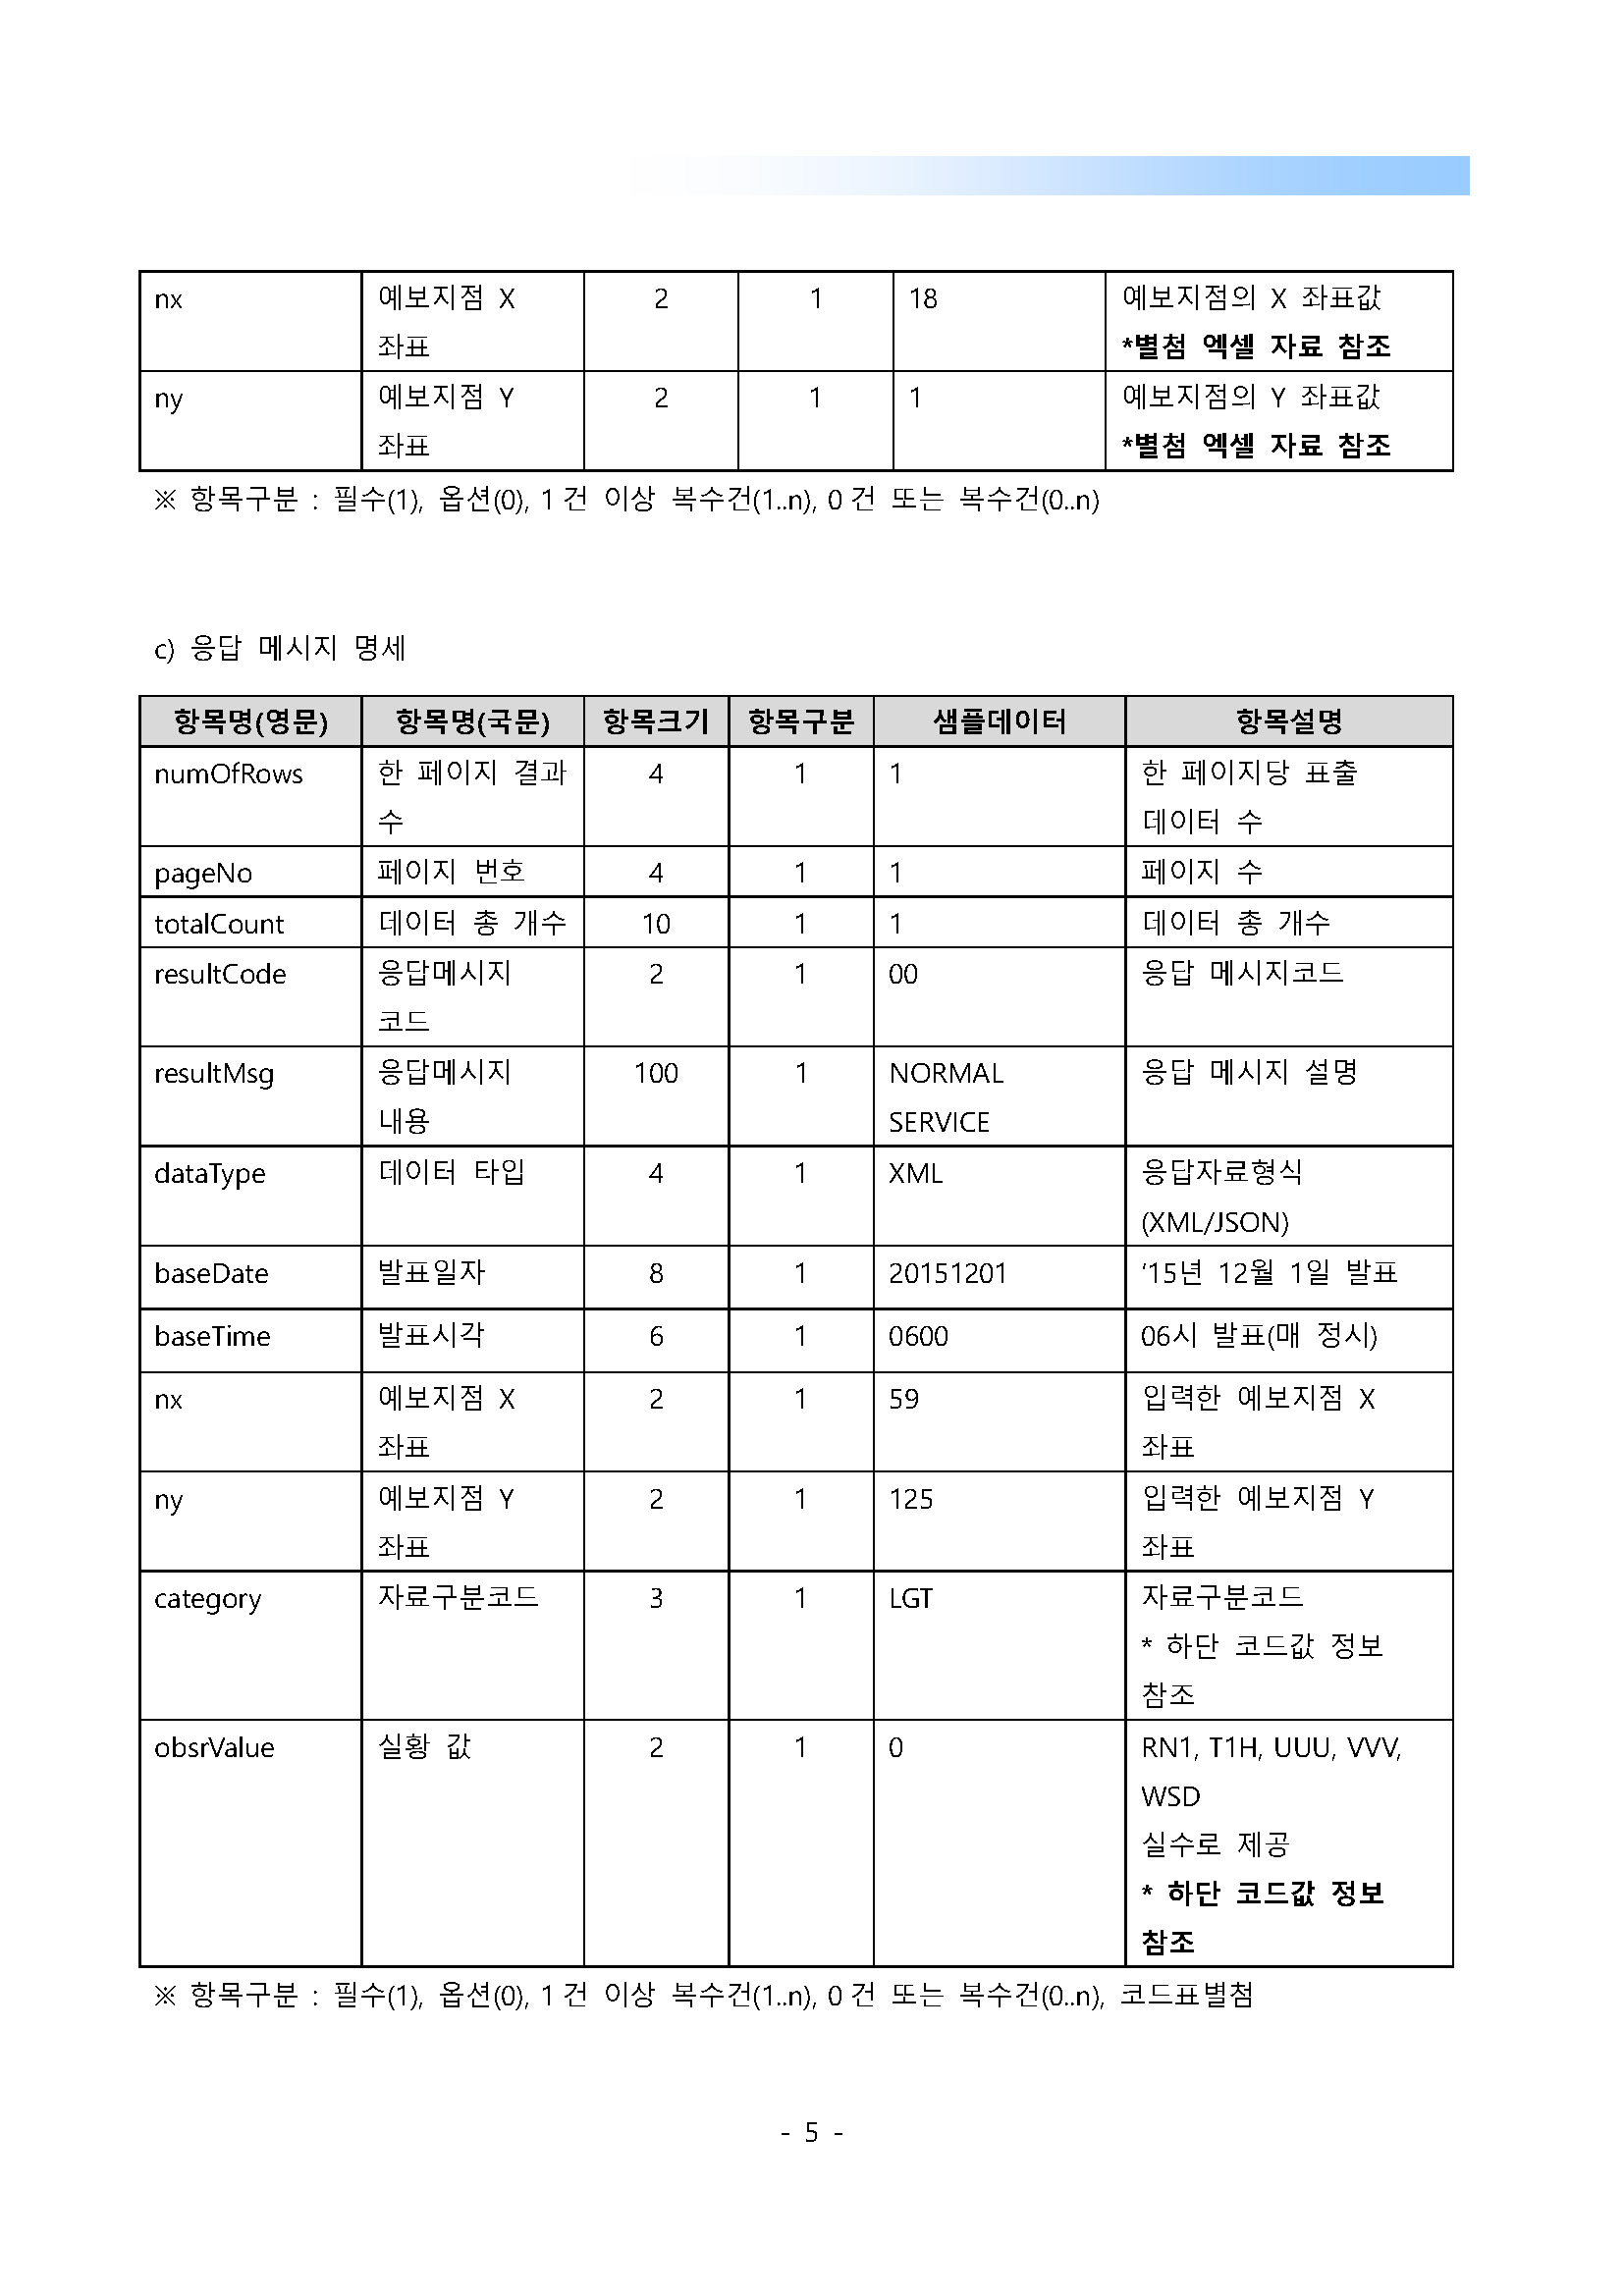 nx 예보지점 X 2 1 18 예보지점의 X 좌표값
좌표 *별첨 엑셀 자료 참조
ny 예보지점 Y 2 1 1 예보지점의 Y 좌표값
좌표 *별첨 엑셀 자료 참조
※ 항목구분 : 필수(1), 옵션(0), 1건 이상 복수건(1..n), 0건 또는 복수건(0..n)
c) 응답 메시지 명세
항목명(영문) 항목명(국문) 항목크기 항목구분 샘플데이터 항목설명
numOfRows 한 페이지 결과 4 1 1 한 페이지당 표출
수 데이터 수
pageNo 페이지 번호 4 1 1 페이지 수
totalCount 데이터 총 개수 10 1 1 데이터 총 개수
resultCode 응답메시지 2 1 00 응답 메시지코드
코드
resultMsg 응답메시지 100 1 NORMAL 응답 메시지 설명
내용 SERVICE
dataType 데이터 타입 4 1 XML 응답자료형식
(XML/JSON)
baseDate 발표일자 8 1 20151201 ‘15년 12월 1일 발표
baseTime 발표시각 6 1 0600 06시 발표(매 정시)
nx 예보지점 X 2 1 59 입력한 예보지점 X
좌표 좌표
ny 예보지점 Y 2 1 125 입력한 예보지점 Y
좌표 좌표
category 자료구분코드 3 1 LGT 자료구분코드
* 하단 코드값 정보
참조
obsrValue 실황 값 2 1 0 RN1, T1H, UUU, VVV,
WSD
실수로 제공
* 하단 코드값 정보
참조
※ 항목구분 : 필수(1), 옵션(0), 1건 이상 복수건(1..n), 0건 또는 복수건(0..n), 코드표별첨
- 5 -